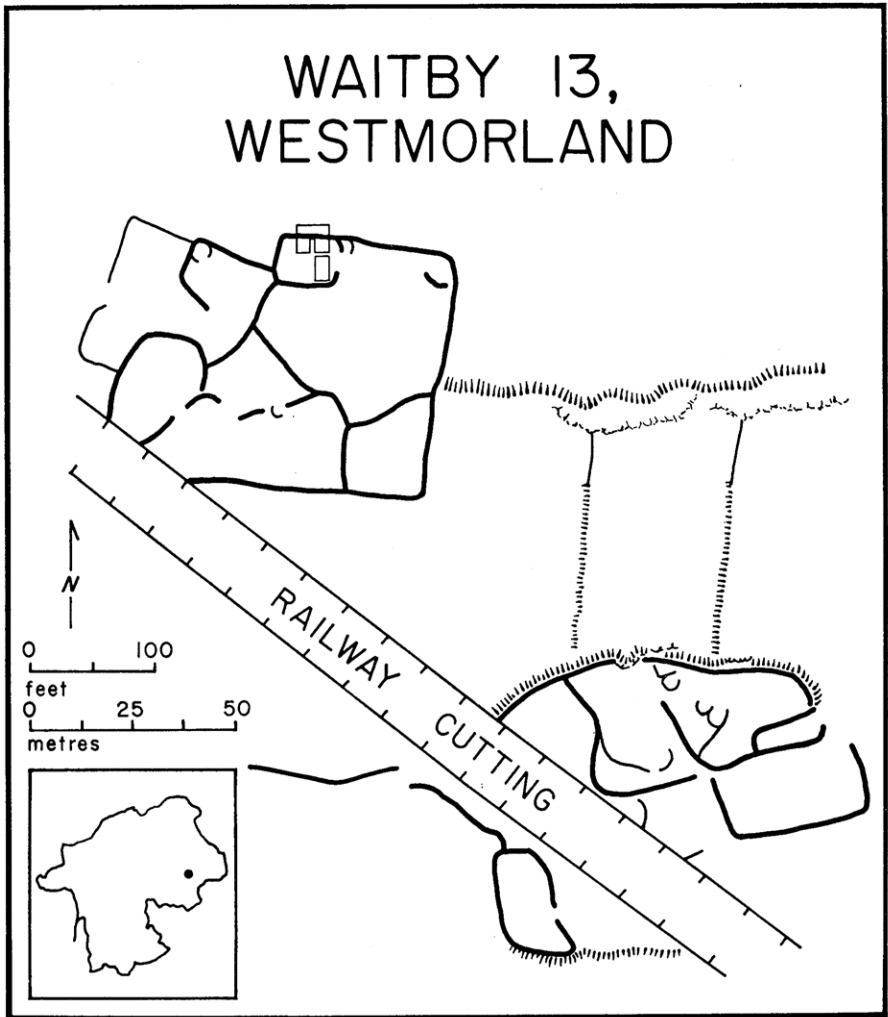 WAITBY 13,
WESTMORLAND
RAILWAY CUTTING
N
0 100
feet
0 25 50
metres